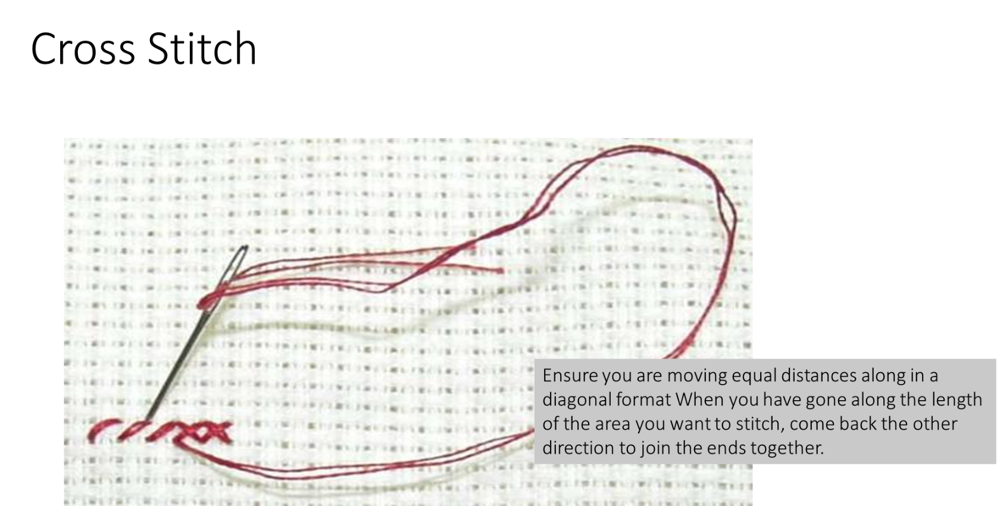 Cross Stitch
Ensure you are moving equal distances along in a
diagonal format When you have gone along the length
of the area you want to stitch, come back the other
direction to join the ends together.